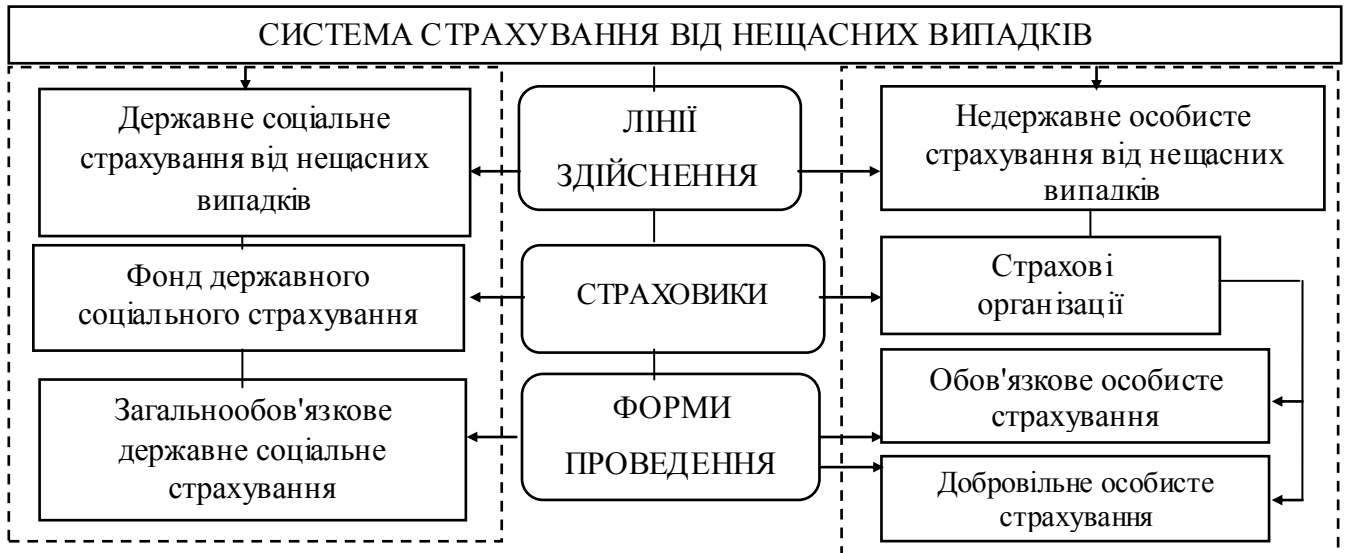 СИСТЕМА СТРАХУВАННЯ ВІД НЕЩАСНИХ ВИПАДКІВ
Державне соціальне
страхування від нещасних
випадків
ЛІНІЇ
ЗДІЙСНЕННЯ
Недержавне особисте
страхування від нещасних
випадків
Фонд державного
соціального страхування
СТРАХОВИКИ
Страхові
організації
Загальнообов'язкове
державне соціальне
страхування
ФОРМИ
ПРОВЕДЕННЯ
Обов'язкове особисте
страхування
Добровільне особисте
страхування